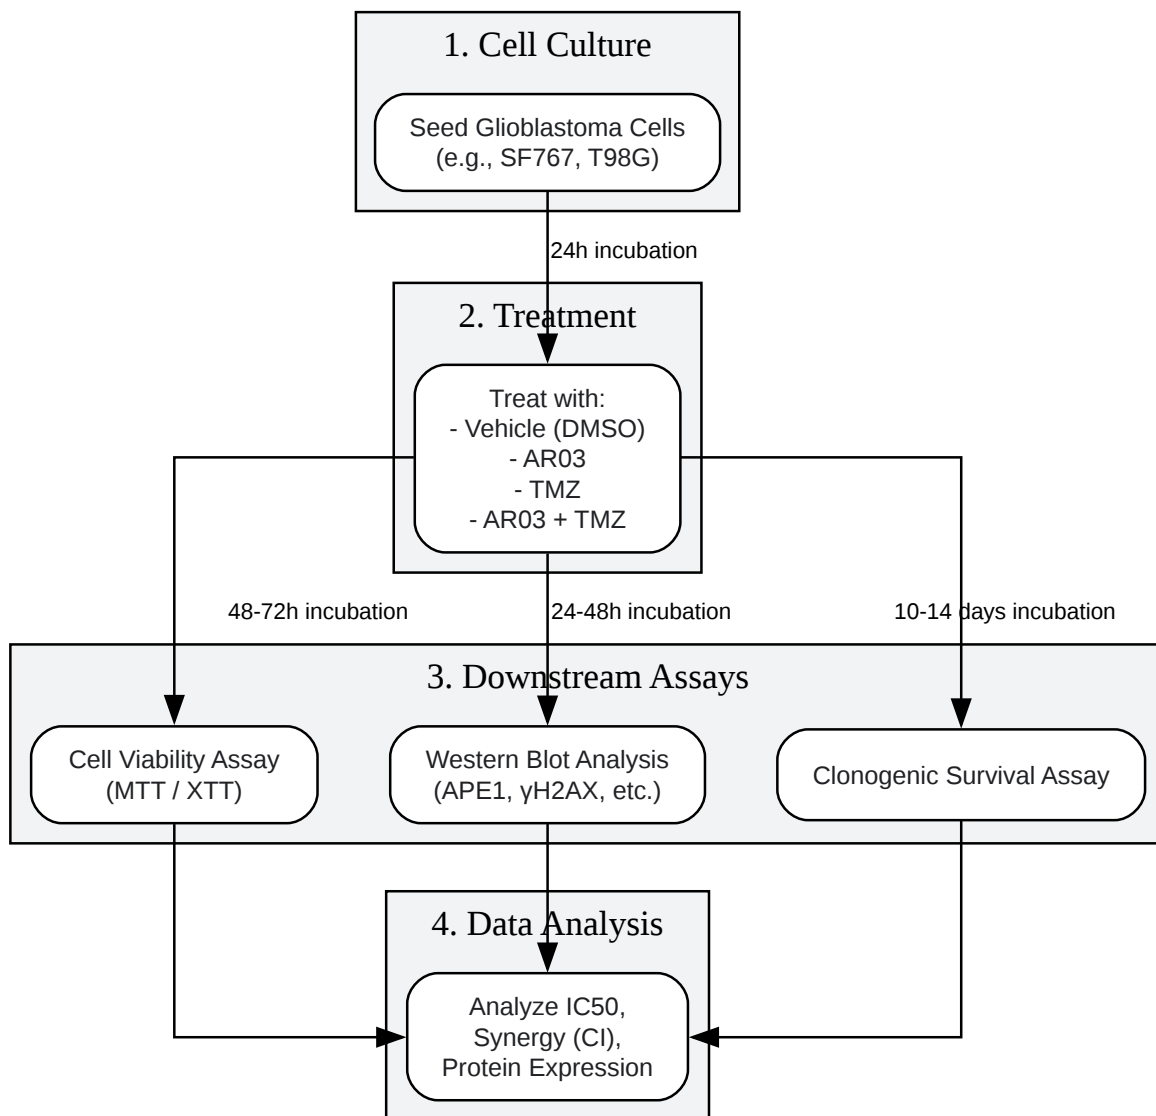 1. Cell Culture
Seed Glioblastoma Cells
(e.g., SF767, T98G)
24h incubation
2. Treatment
Treat with:
- Vehicle (DMSO)
- AR03
- TMZ
- AR03 + TMZ
48-72h incubation
24-48h incubation
10-14 days incubation
3. Downstream Assays
Cell Viability Assay
(MTT / XTT)
Western Blot Analysis
(APE1, γH2AX, etc.)
Clonogenic Survival Assay
4. Data Analysis
Analyze IC50,
Synergy (CI),
Protein Expression